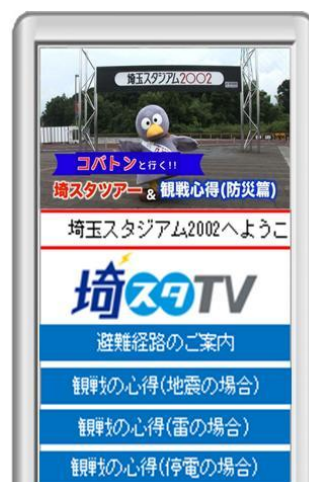 埼玉スタジアム2002
コバトンと行く!!
埼スタツアー&観戦心得(防災篇)
埼玉スタジアム2002へようこ
埼スタTV
避難経路のご案内
観戦の心得(地震の場合)
観戦の心得(雷の場合)
観戦の心得(停電の場合)